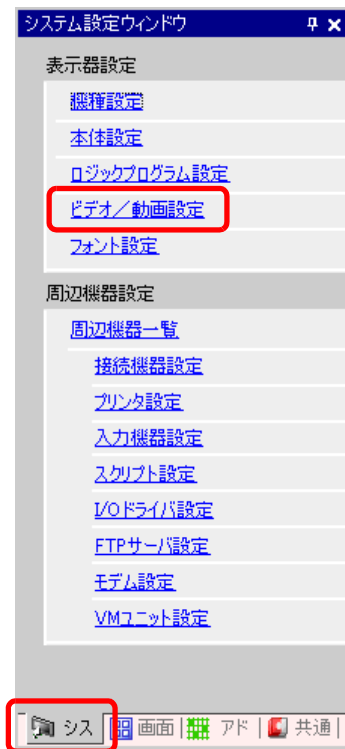 システム設定ウィンドウ
表示器設定
機種設定
本体設定
ロジックプログラム設定
ビデオ／動画設定
フォント設定
周辺機器設定
周辺機器一覧
接続機器設定
プリンタ設定
入力機器設定
スクリプト設定
I/Oドライバ設定
FTPサーバ設定
モデム設定
VMユニット設定
シス 画面 アド 共通